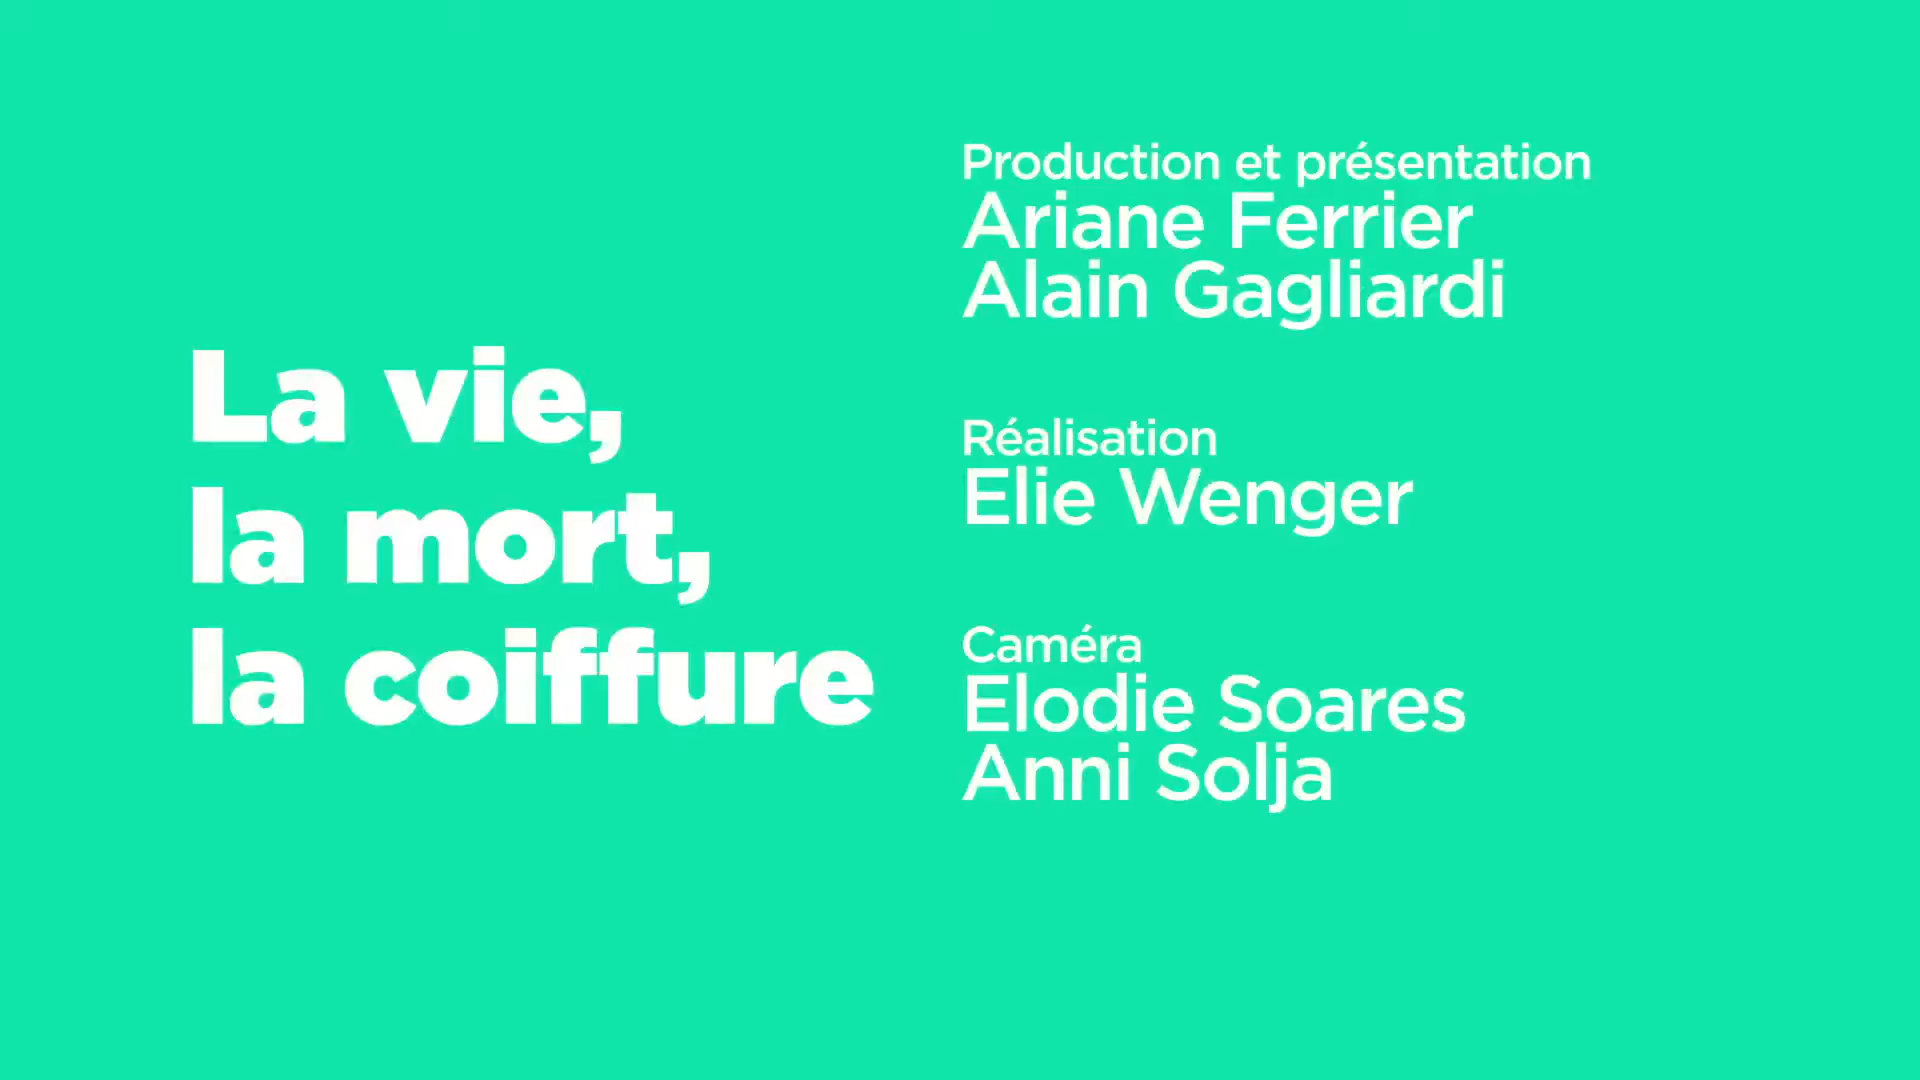 La vie,
la mort,
la coiffure
Production et présentation
Ariane Ferrier
Alain Gagliardi
Réalisation
Elie Wenger
Caméra
Elodie Soares
Anni Solja